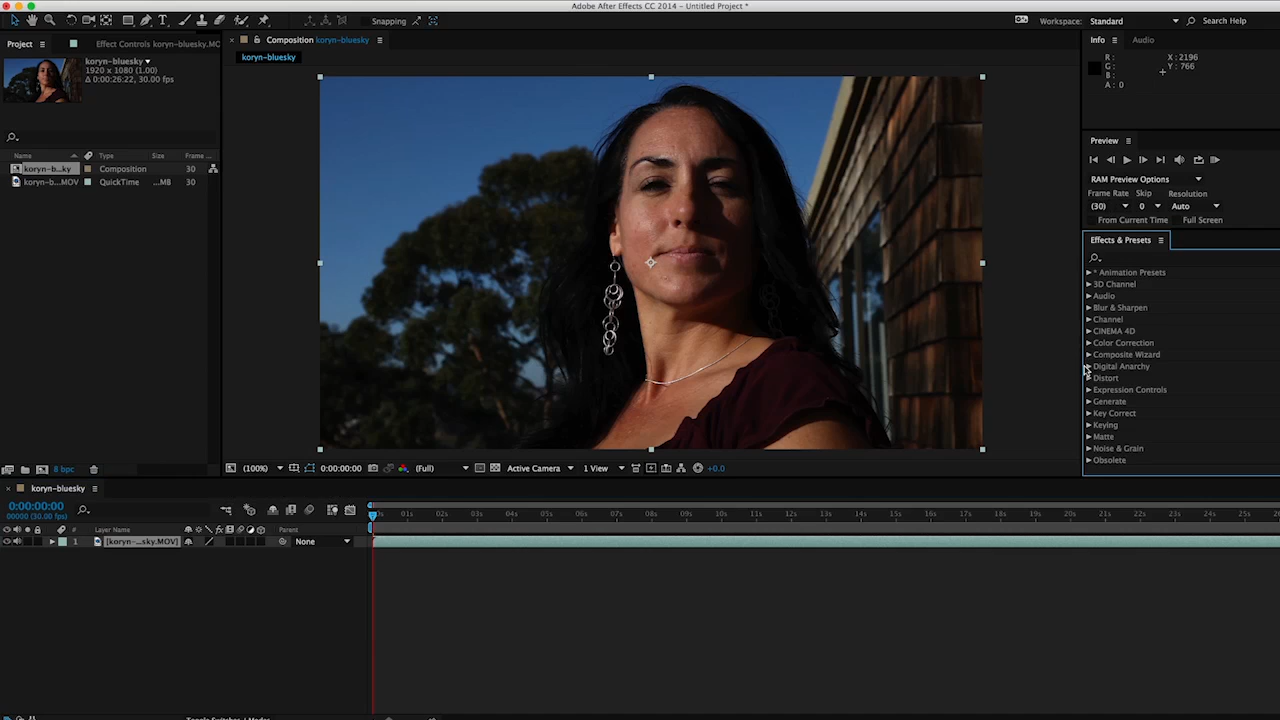 Adobe After Effects CC 2014 - Untitled Project *
Snapping
Workspace: Standard
Search Help
Project
Effect Controls koryn-bluesky.MO
Composition koryn-bluesky
Info
Audio
koryn-bluesky
1920 x 1080 (1.00)
Δ 0:00:26:22, 30.00 fps
koryn-bluesky
R :
G :
B :
A : 0
X : 2196
Y : 766
Preview
RAM Preview Options
Frame Rate
Skip
Resolution
(30)
0
Auto
From Current Time
Full Screen
Name
Type
Size
Frame ...
koryn-b...ky
Composition
30
koryn-b....MOV
QuickTime
...MB
30
Effects & Presets
* Animation Presets
3D Channel
Audio
Blur & Sharpen
Channel
CINEMA 4D
Color Correction
Composite Wizard
Digital Anarchy
Distort
Expression Controls
Generate
Key Correct
Keying
Matte
Noise & Grain
Obsolete
8 bpc
(100%)
0:00:00:00
(Full)
Active Camera
1 View
+0.0
koryn-bluesky
0:00:00:00
00000 (30.00 fps)
#
Layer Name
Parent
1
[koryn-...sky.MOV]
None
01s
02s
03s
04s
05s
06s
07s
08s
09s
10s
11s
12s
13s
14s
15s
16s
17s
18s
19s
20s
21s
22s
23s
24s
25s
Toggle Switches / Modes